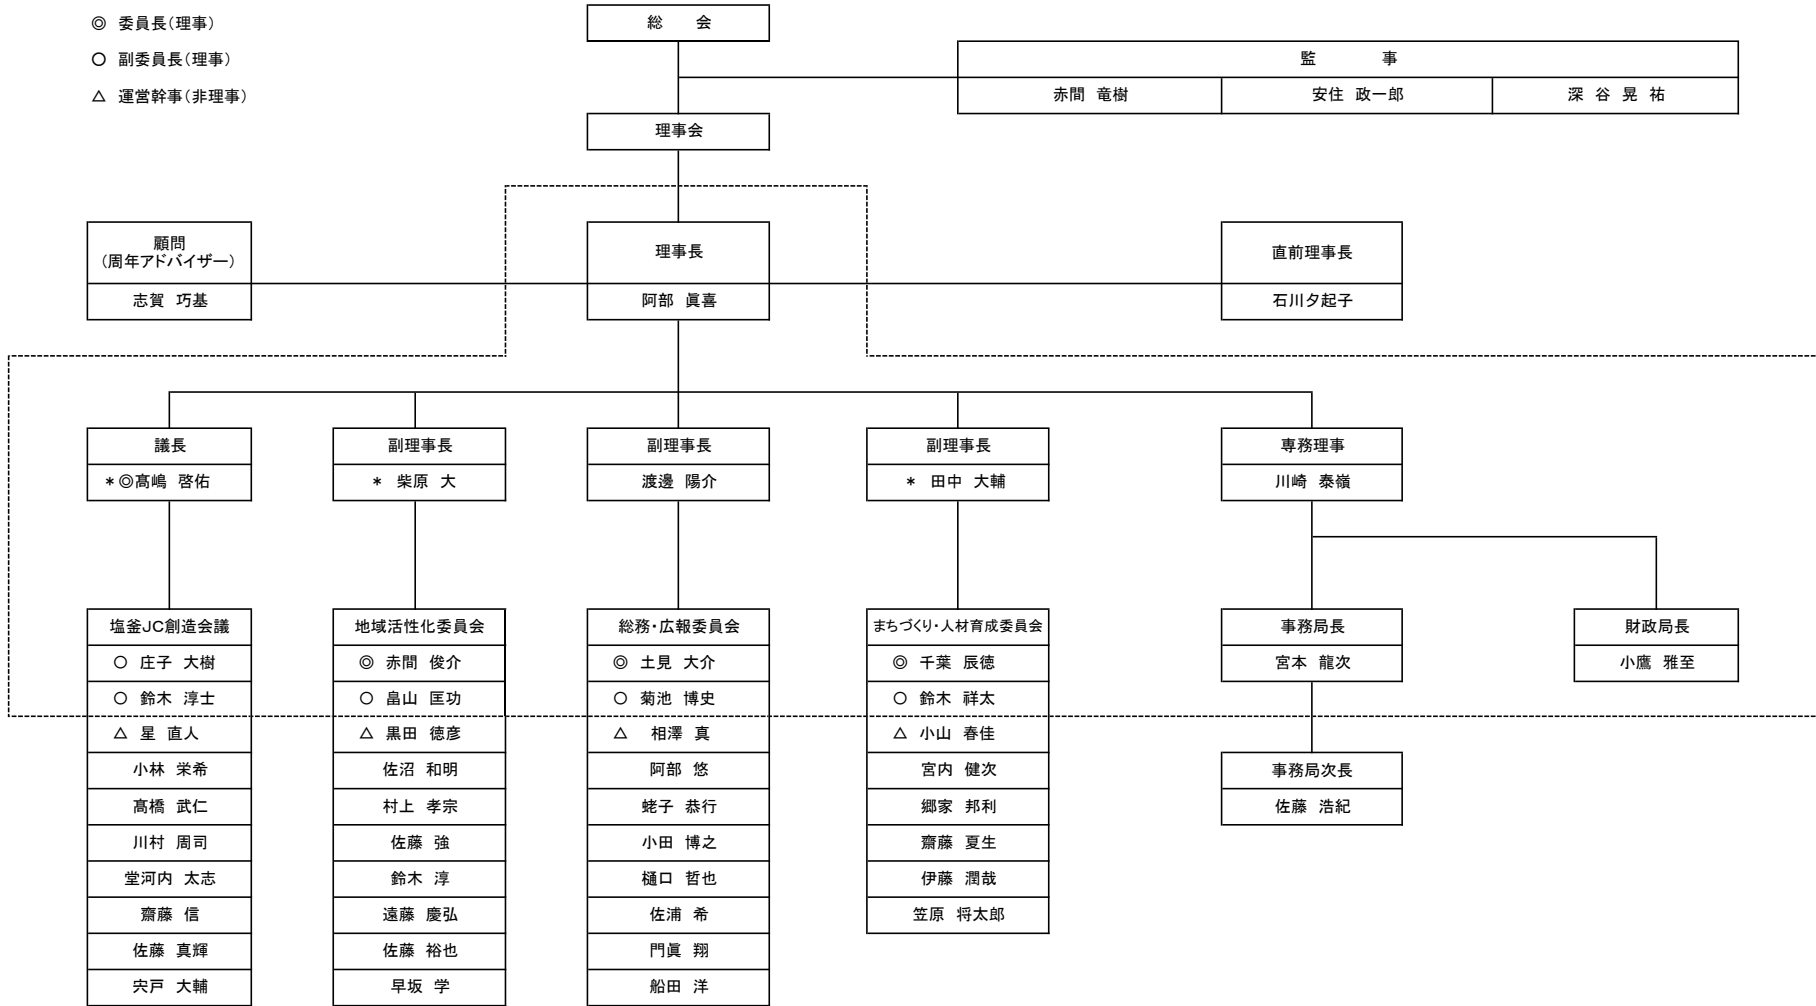 ◎ 委員長(理事)
○ 副委員長(理事)
△ 運営幹事(非理事)
総 会
監 事
赤間 竜樹
安住 政一郎
深谷 晃祐
理事会
顧問
(周年アドバイザー)
志賀 巧基
理事長
阿部 眞喜
直前理事長
石川夕起子
議長
*◎髙嶋 啓佑
副理事長
* 柴原 大
副理事長
渡邊 陽介
副理事長
* 田中 大輔
専務理事
川崎 泰嶺
塩釜JC創造会議
○ 庄子 大樹
○ 鈴木 淳士
△ 星 直人
小林 栄希
髙橋 武仁
川村 周司
堂河内 太志
齋藤 信
佐藤 真輝
宍戸 大輔
地域活性化委員会
◎ 赤間 俊介
○ 畠山 匡功
△ 黒田 徳彦
佐沼 和明
村上 孝宗
佐藤 強
鈴木 淳
遠藤 慶弘
佐藤 裕也
早坂 学
総務・広報委員会
◎ 土見 大介
○ 菊池 博史
△ 相澤 真
阿部 悠
蛯子 恭行
小田 博之
樋口 哲也
佐浦 希
門眞 翔
船田 洋
まちづくり・人材育成委員会
◎ 千葉 辰徳
○ 鈴木 祥太
△ 小山 春佳
宮内 健次
郷家 邦利
齋藤 夏生
伊藤 潤哉
笠原 将太郎
事務局長
宮本 龍次
事務局次長
佐藤 浩紀
財政局長
小鷹 雅至